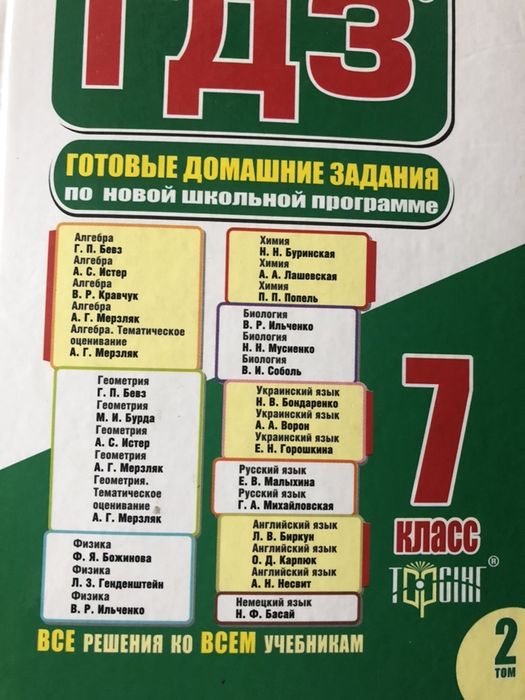 ГДЗ®
ГОТОВЫЕ ДОМАШНИЕ ЗАДАНИЯ
по новой школьной программе
Алгебра
Г. П. Бевз
Алгебра
А. С. Истер
Алгебра
В. Р. Кравчук
Алгебра
А. Г. Мерзляк
Алгебра. Тематическое
оценивание
А. Г. Мерзляк
Геометрия
Г. П. Бевз
Геометрия
М. И. Бурда
Геометрия
А. С. Истер
Геометрия
А. Г. Мерзляк
Геометрия.
Тематическое
оценивание
А. Г. Мерзляк
Физика
Ф. Я. Божинова
Физика
Л. Э. Генденштейн
Физика
В. Р. Ильченко
Химия
Н. Н. Буринская
Химия
А. А. Лашевская
Химия
П. П. Попель
Биология
В. Р. Ильченко
Биология
Н. Н. Мусиенко
Биология
В. И. Соболь
Украинский язык
Н. В. Бондаренко
Украинский язык
А. А. Ворон
Украинский язык
Е. Н. Горошкина
Русский язык
Е. В. Малыхина
Русский язык
Г. А. Михайловская
Английский язык
Л. В. Биркун
Английский язык
О. Д. Карпюк
Английский язык
А. Н. Несвит
Немецкий язык
Н. Ф. Басай
7
КЛАСС
ТОРСІНГ®
ВСЕ РЕШЕНИЯ КО ВСЕМ УЧЕБНИКАМ
2
ТОМ